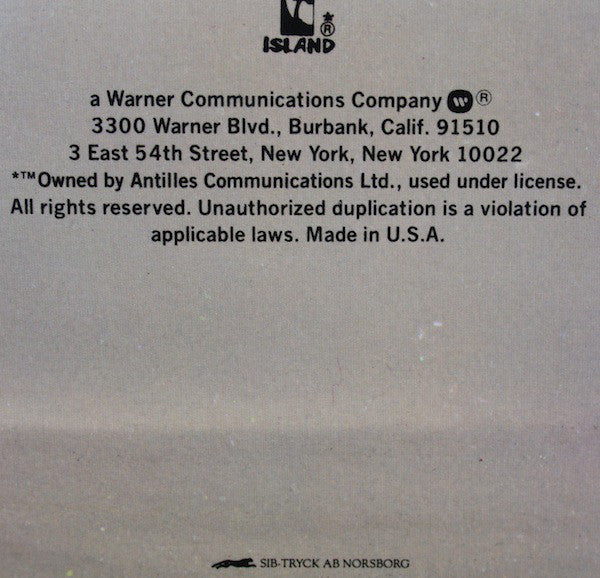 ISLAND
a Warner Communications Company ®
3300 Warner Blvd., Burbank, Calif. 91510
3 East 54th Street, New York, New York 10022
*™Owned by Antilles Communications Ltd., used under license.
All rights reserved. Unauthorized duplication is a violation of
applicable laws. Made in U.S.A.
SIB-TRYCK AB NORSBORG